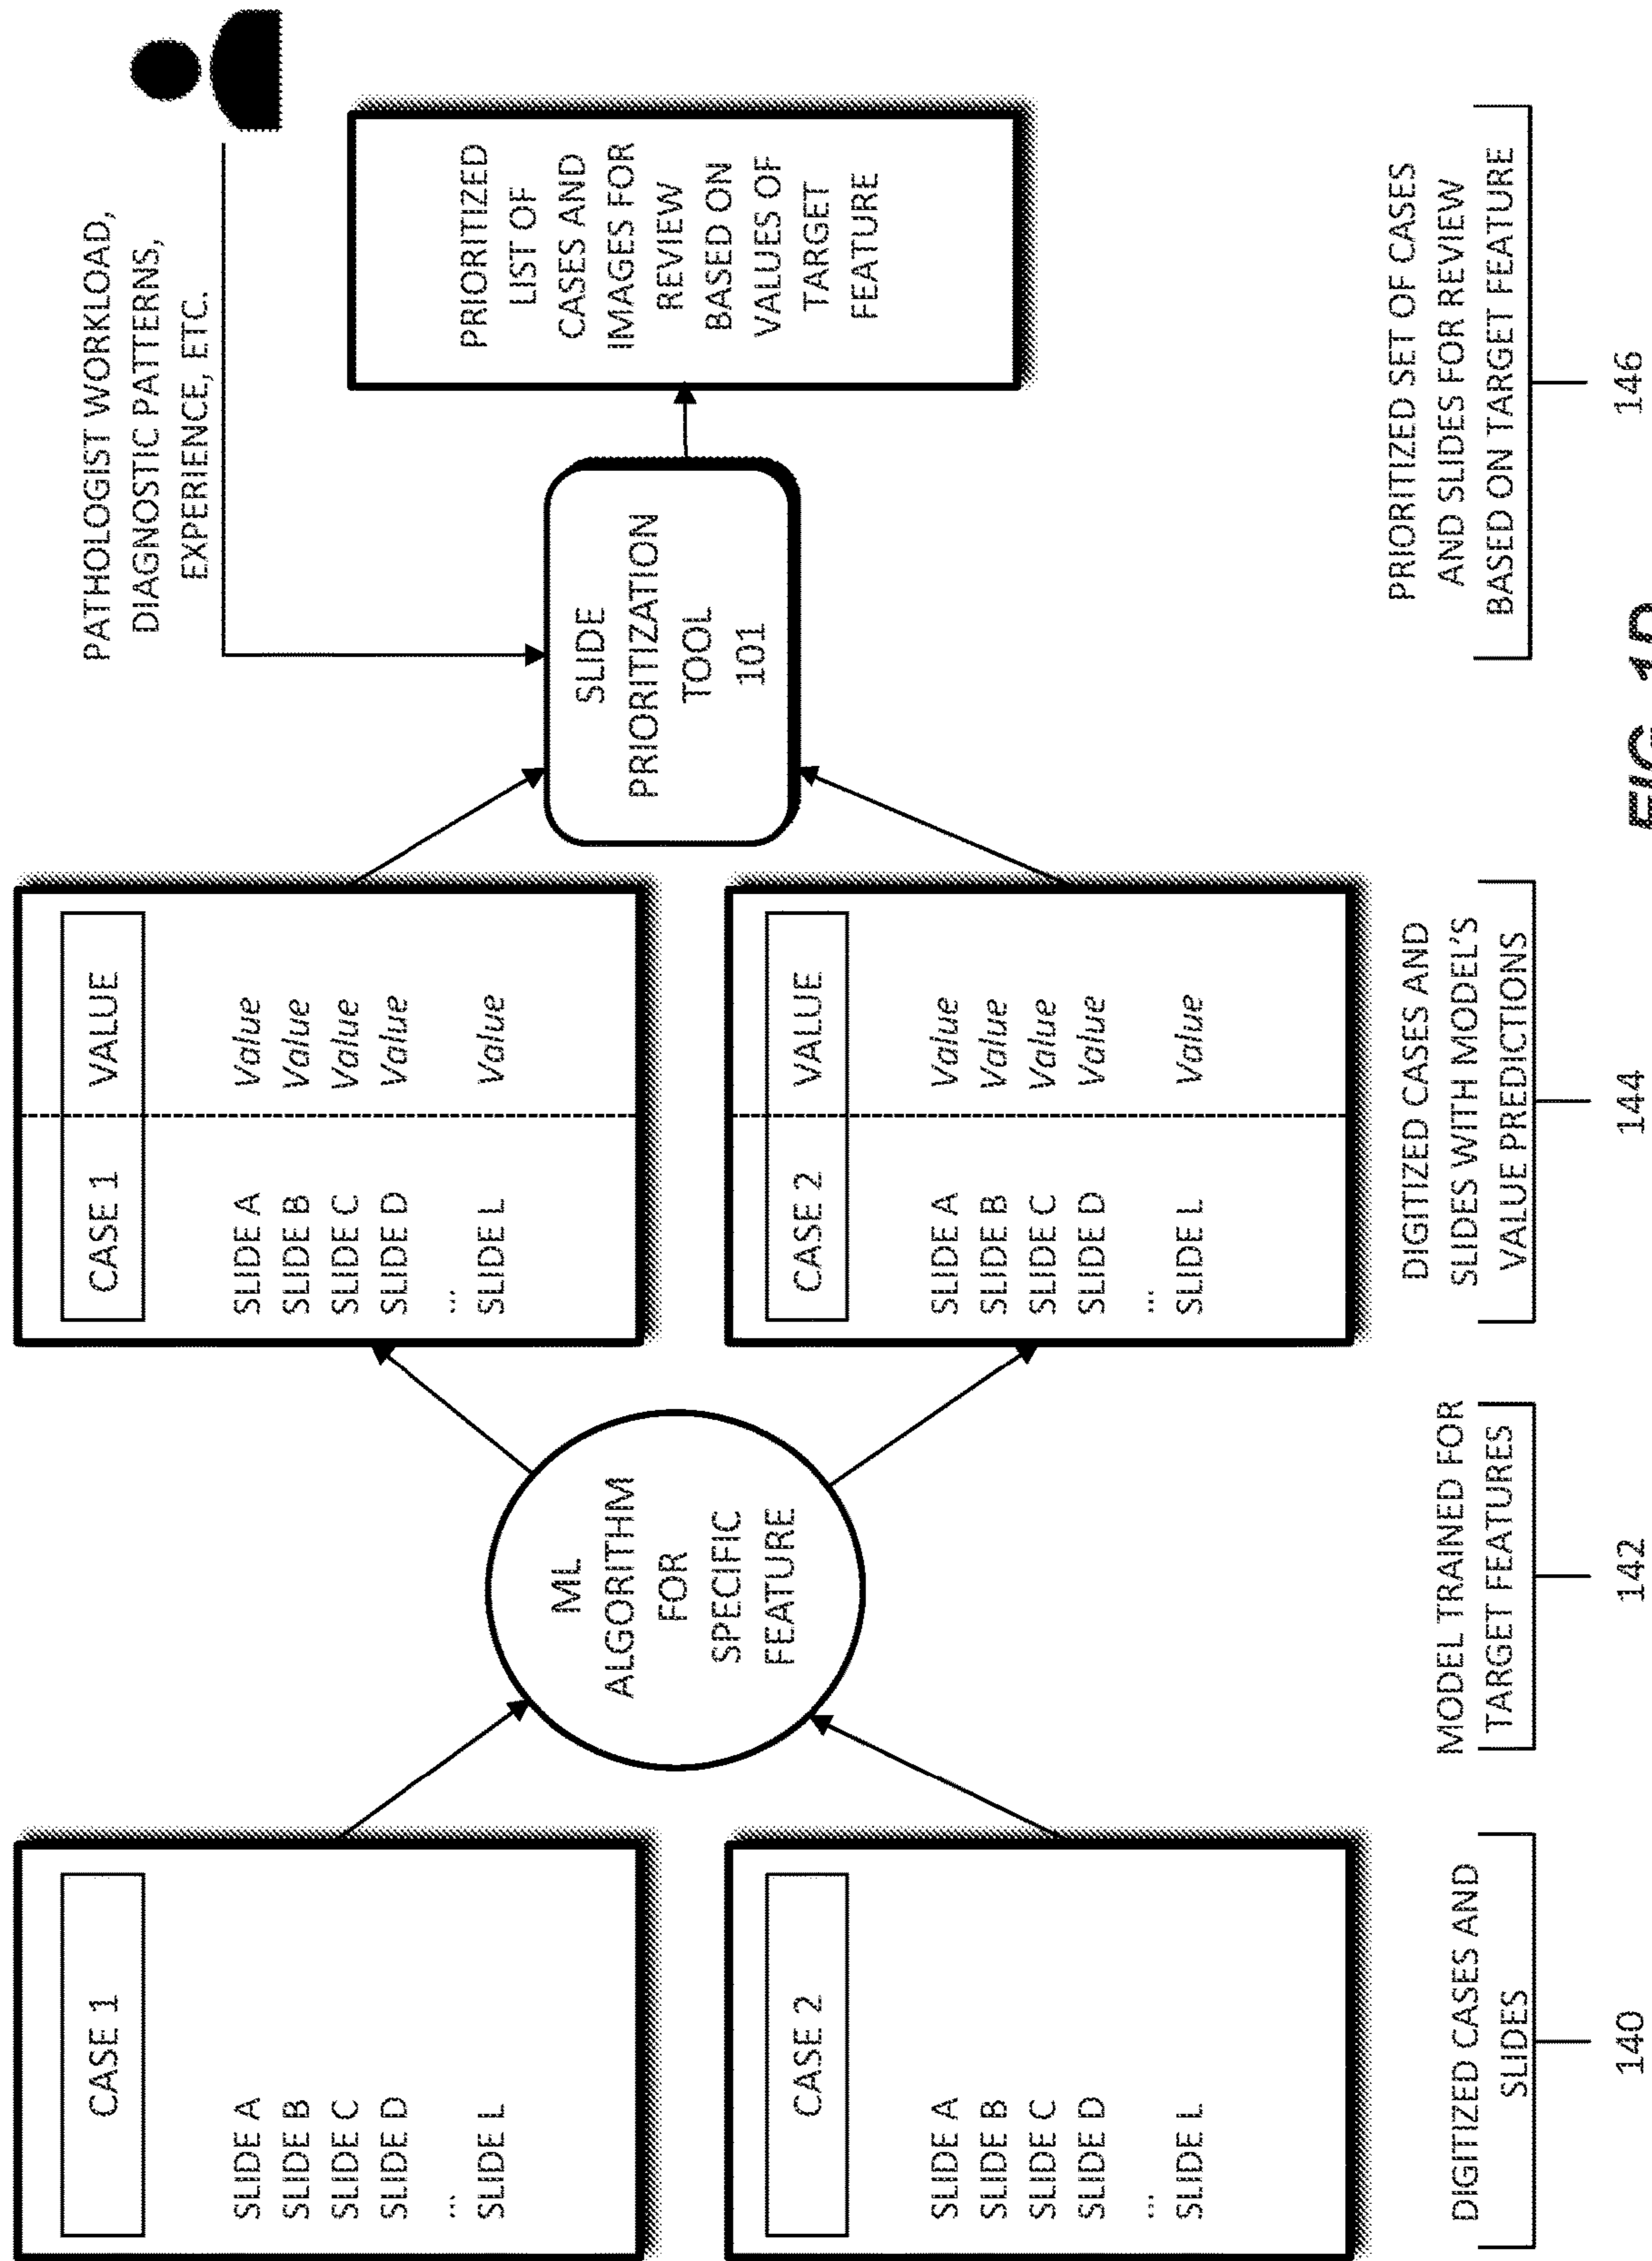 CASE 1
SLIDE A
SLIDE B
SLIDE C
SLIDE D
...
SLIDE L
CASE 2
SLIDE A
SLIDE B
SLIDE C
SLIDE D
...
SLIDE L
DIGITIZED CASES AND
SLIDES
140
ML
ALGORITHM
FOR
SPECIFIC
FEATURE
MODEL TRAINED FOR
TARGET FEATURES
142
CASE 1 VALUE
SLIDE A Value
SLIDE B Value
SLIDE C Value
SLIDE D Value
...
SLIDE L Value
CASE 2 VALUE
SLIDE A Value
SLIDE B Value
SLIDE C Value
SLIDE D Value
...
SLIDE L Value
DIGITIZED CASES AND
SLIDES WITH MODEL'S
VALUE PREDICTIONS
144
PATHOLOGIST WORKLOAD,
DIAGNOSTIC PATTERNS,
EXPERIENCE, ETC.
SLIDE
PRIORITIZATION
TOOL
101
PRIORITIZED
LIST OF
CASES AND
IMAGES FOR
REVIEW
BASED ON
VALUES OF
TARGET
FEATURE
PRIORITIZED SET OF CASES
AND SLIDES FOR REVIEW
BASED ON TARGET FEATURE
146
FIG.